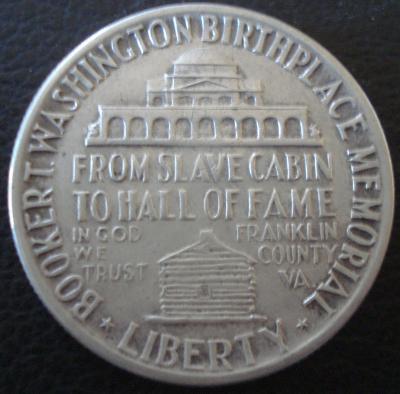 BOOKER T. WASHINGTON BIRTHPLACE MEMORIAL
FROM SLAVE CABIN
TO HALL OF FAME
IN GOD
WE
TRUST
FRANKLIN
COUNTY
VA.
★ LIBERTY ★